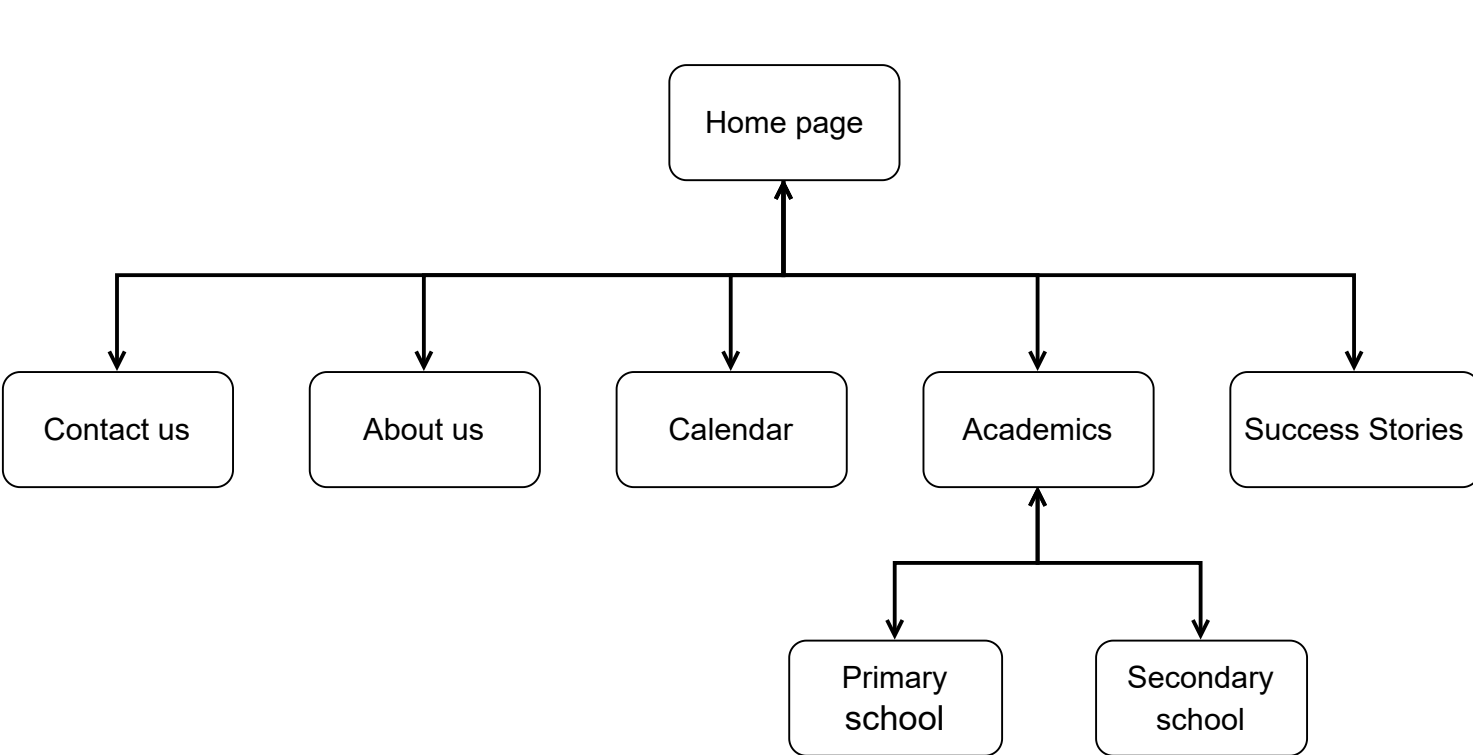 Home page
Contact us
About us
Calendar
Academics
Success Stories
Primary
school
Secondary
school